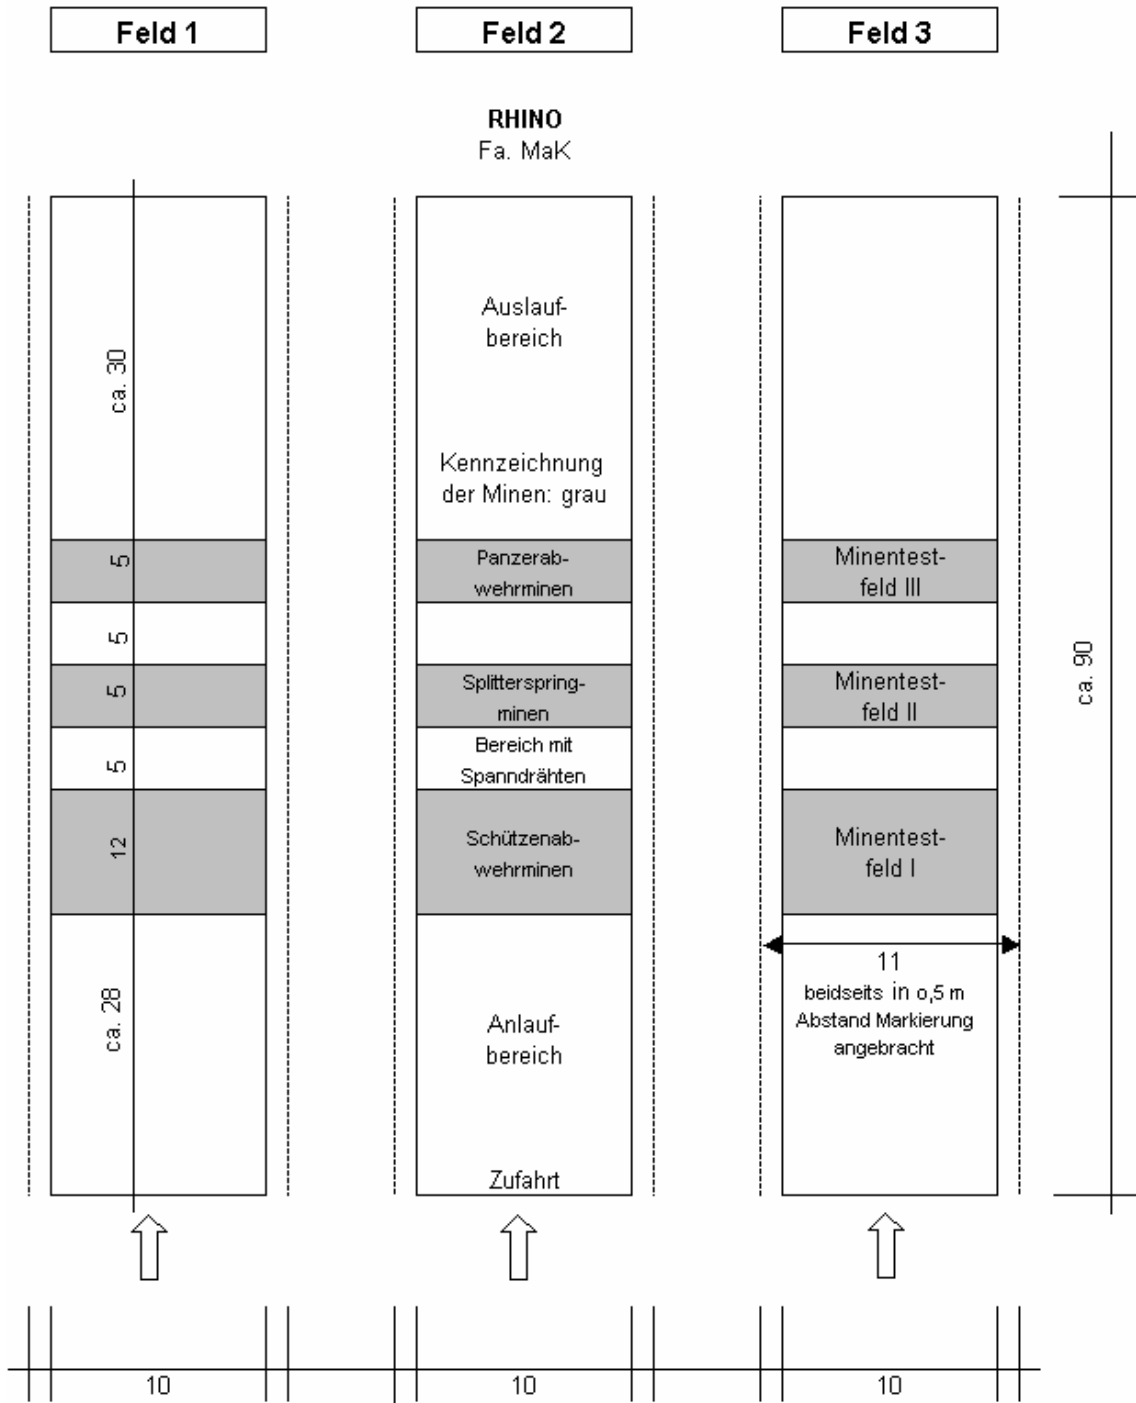 Feld 1
Feld 2
Feld 3
RHINO
Fa. MaK
ca. 30
5
5
5
5
12
ca. 28
Auslauf-
bereich
Kennzeichnung
der Minen: grau
Panzerab-
wehrminen
Splitterspring-
minen
Bereich mit
Spanndrähten
Schützenab-
wehrminen
Anlauf-
bereich
Zufahrt
Minentest-
feld III
Minentest-
feld II
Minentest-
feld I
11
beidseits in o,5 m
Abstand Markierung
angebracht
ca. 90
10
10
10